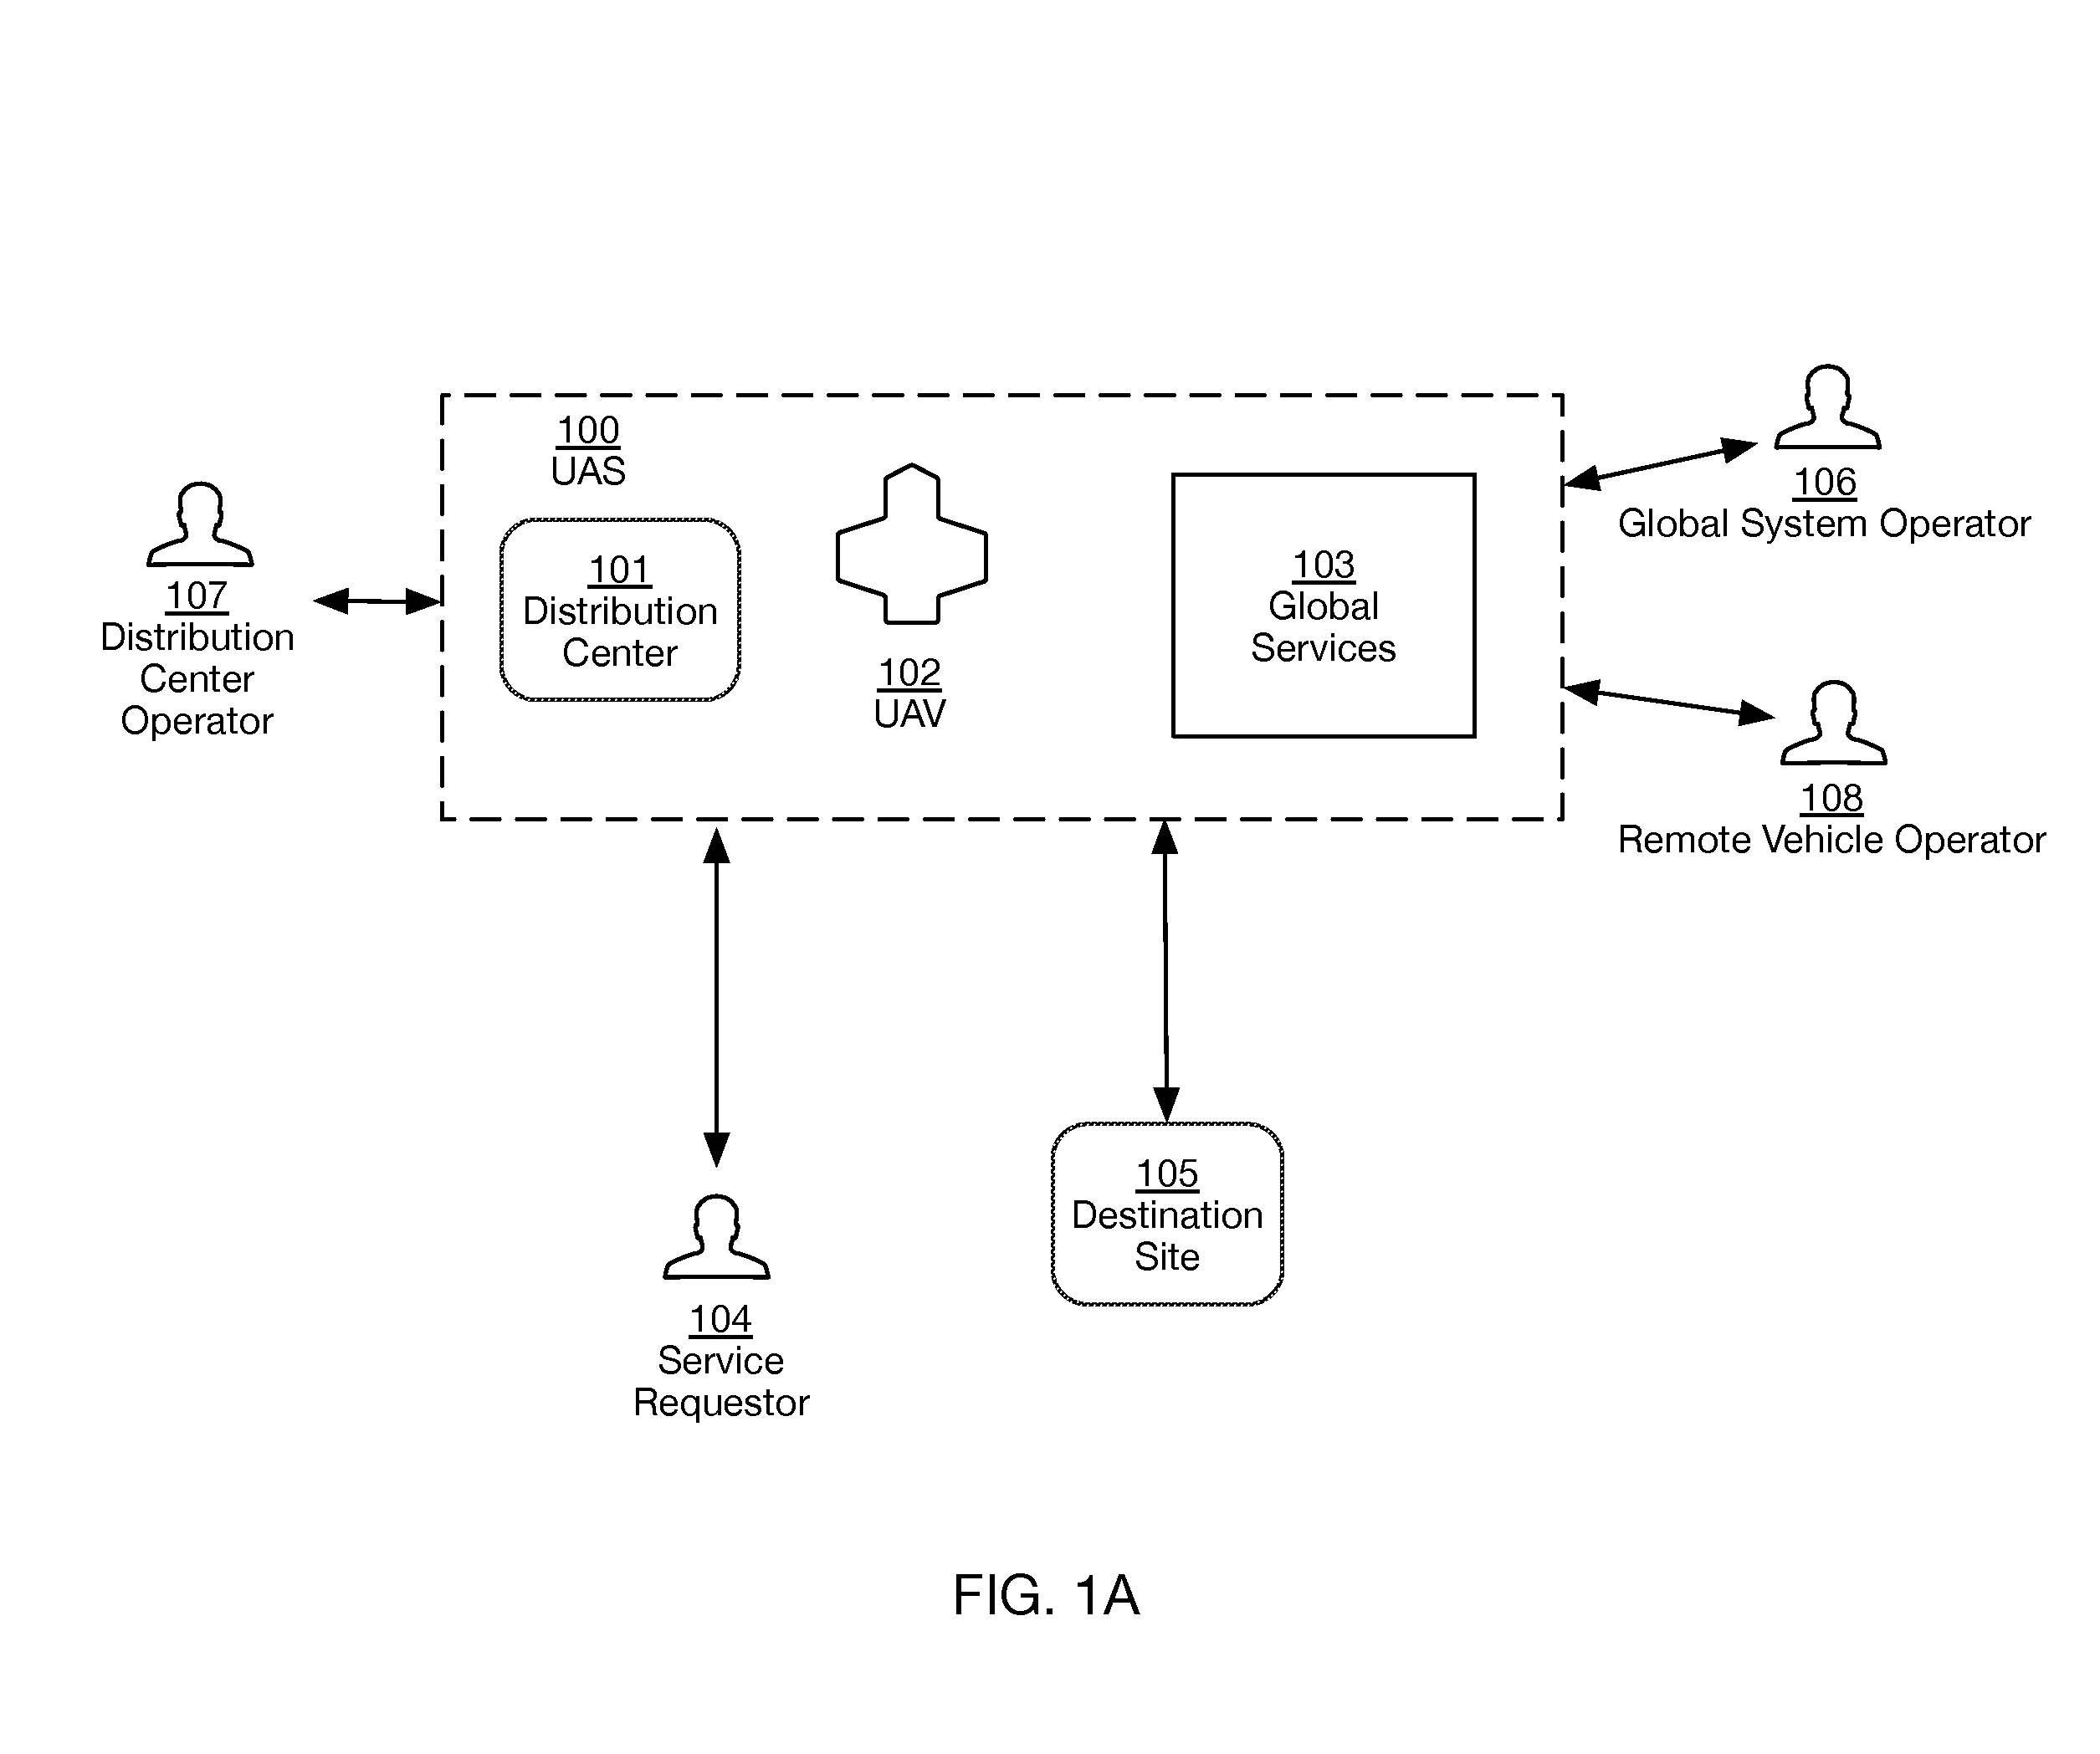 100
UAS
101
Distribution
Center
102
UAV
103
Global
Services
106
Global System Operator
107
Distribution
Center
Operator
108
Remote Vehicle Operator
104
Service
Requestor
105
Destination
Site
FIG. 1A